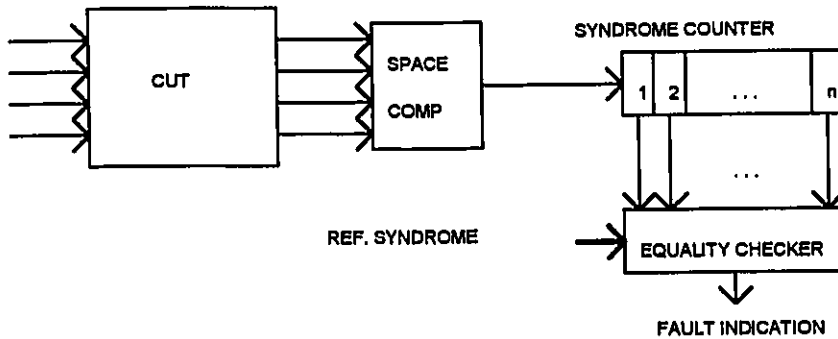 SYNDROME COUNTER
CUT
SPACE
COMP
1 2 ... n
...
REF. SYNDROME
EQUALITY CHECKER
FAULT INDICATION